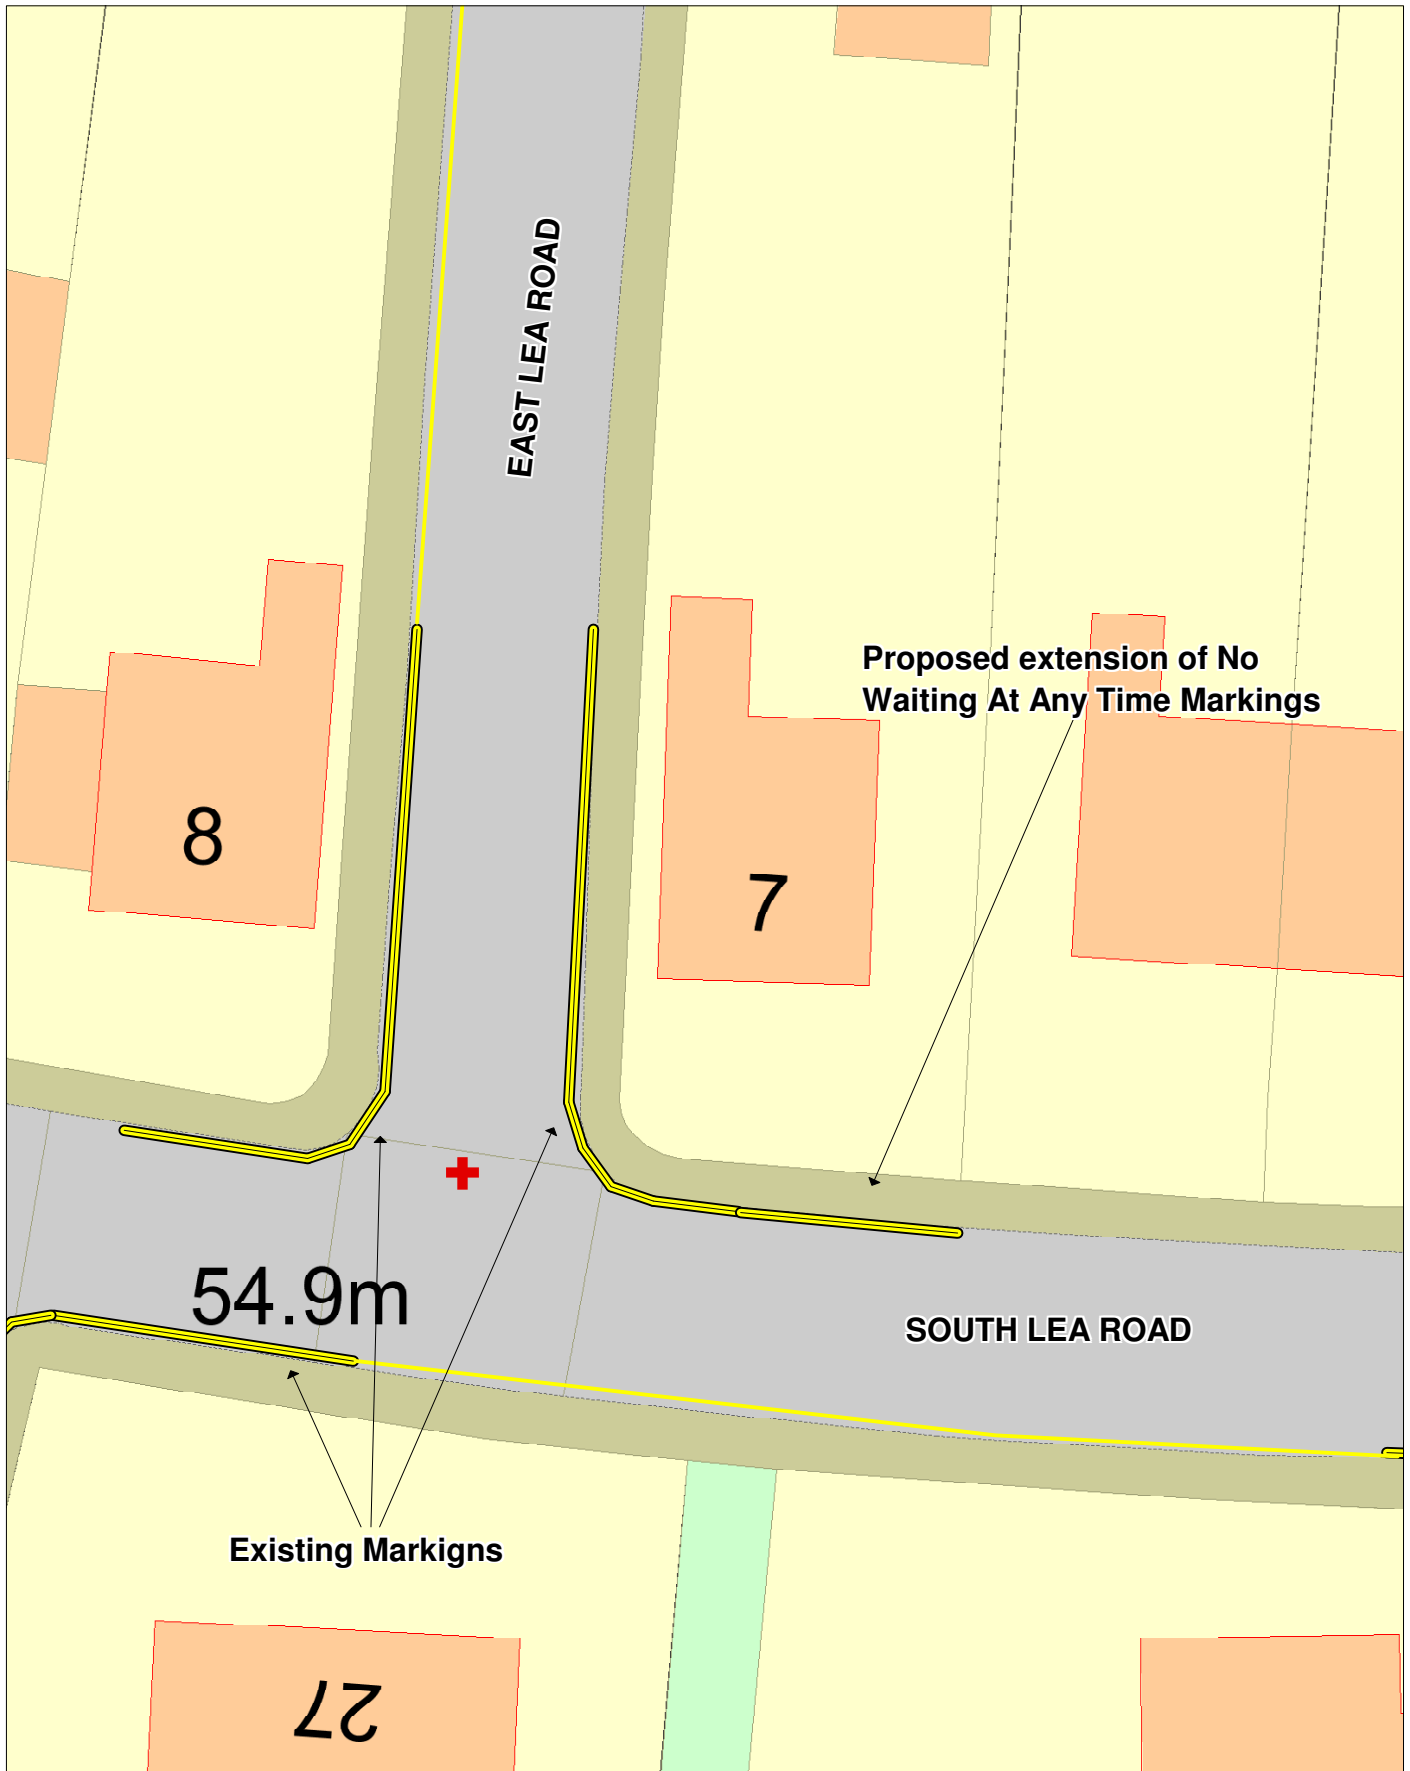 EAST LEA ROAD
Proposed extension of No
Waiting At Any Time Markings
8
7
54.9m
SOUTH LEA ROAD
Existing Markigns
27